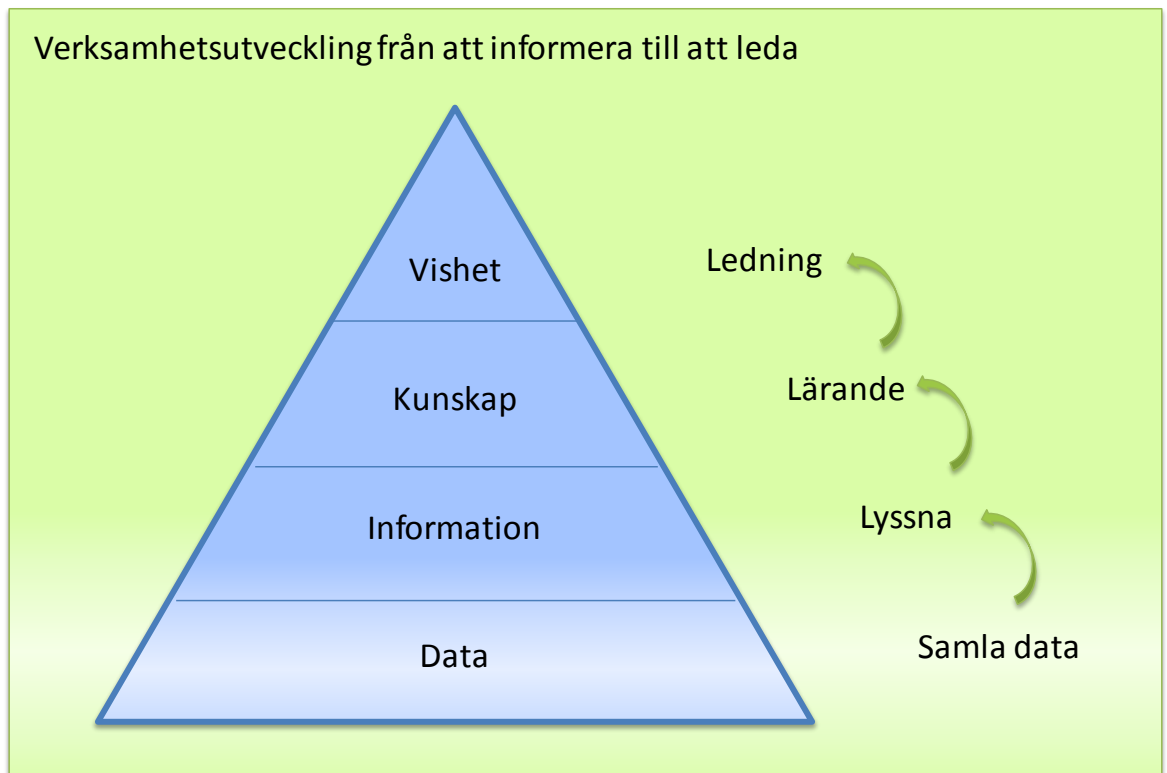 Verksamhetsutveckling från att informera till att leda
Vishet
Ledning
Kunskap
Lärande
Information
Lyssna
Data
Samla data